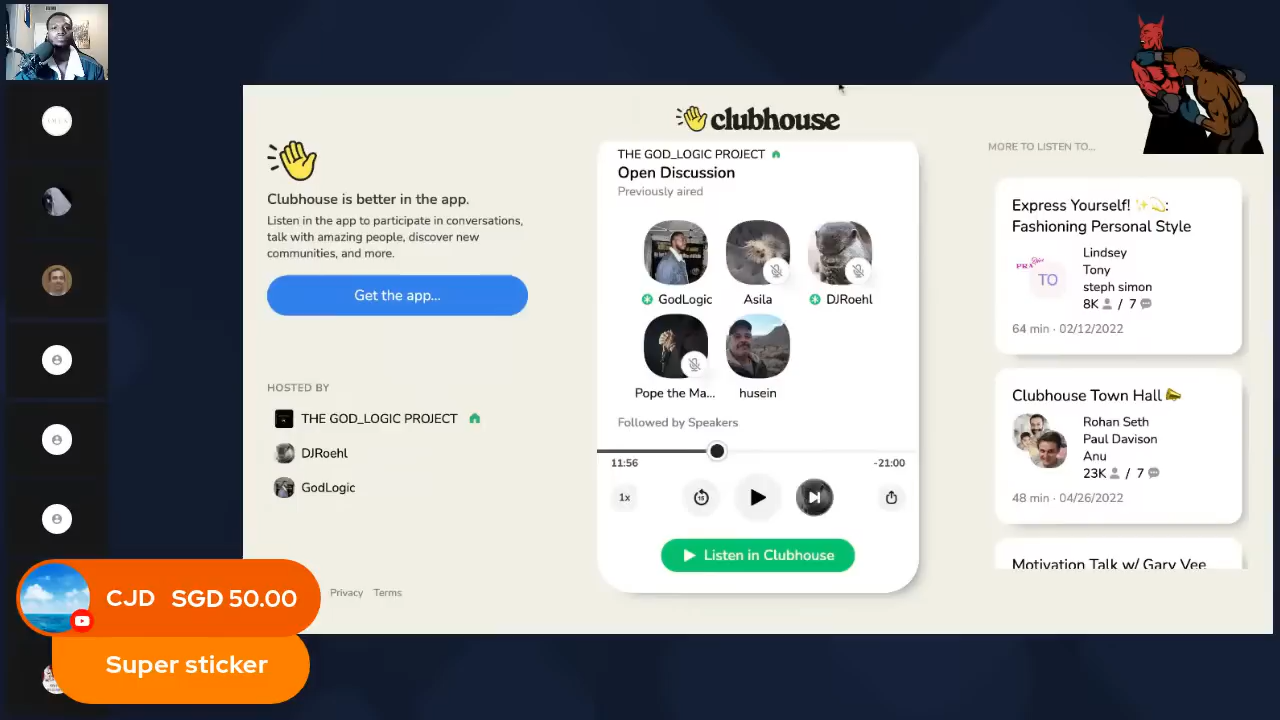 clubhouse
Clubhouse is better in the app.
Listen in the app to participate in conversations,
talk with amazing people, discover new
communities, and more.
Get the app...
HOSTED BY
THE GOD_LOGIC PROJECT
DJRoehl
GodLogic
Privacy Terms
THE GOD_LOGIC PROJECT
Open Discussion
Previously aired
GodLogic Asila DJRoehl
Pope the Ma... husein
Followed by Speakers
11:56 -21:00
1x 15
Listen in Clubhouse
MORE TO LISTEN TO...
Express Yourself! ✨💫:
Fashioning Personal Style
TO
Lindsey
Tony
steph simon
8K / 7
64 min · 02/12/2022
Clubhouse Town Hall 📣
Rohan Seth
Paul Davison
Anu
23K / 7
48 min · 04/26/2022
Motivation Talk w/ Gary Vee
CJD SGD 50.00
Super sticker